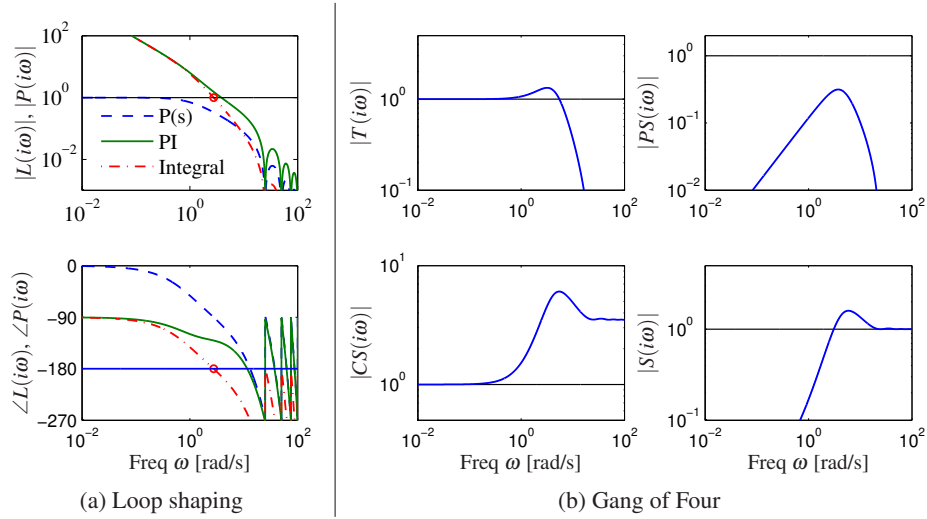 |L(iω)|, |P(iω)|
10^2
10^0
10^-2
P(s)
PI
Integral
10^-2 10^0 10^2
∠L(iω), ∠P(iω)
0
−90
−180
−270
10^-2 10^0 10^2
Freq ω [rad/s]
(a) Loop shaping
|T(iω)|
10^0
10^-1
10^-2 10^0 10^2
|PS(iω)|
10^0
10^-1
10^-2
10^-2 10^0 10^2
|CS(iω)|
10^1
10^0
10^-2 10^0 10^2
Freq ω [rad/s]
|S(iω)|
10^0
10^-1
10^-2 10^0 10^2
Freq ω [rad/s]
(b) Gang of Four